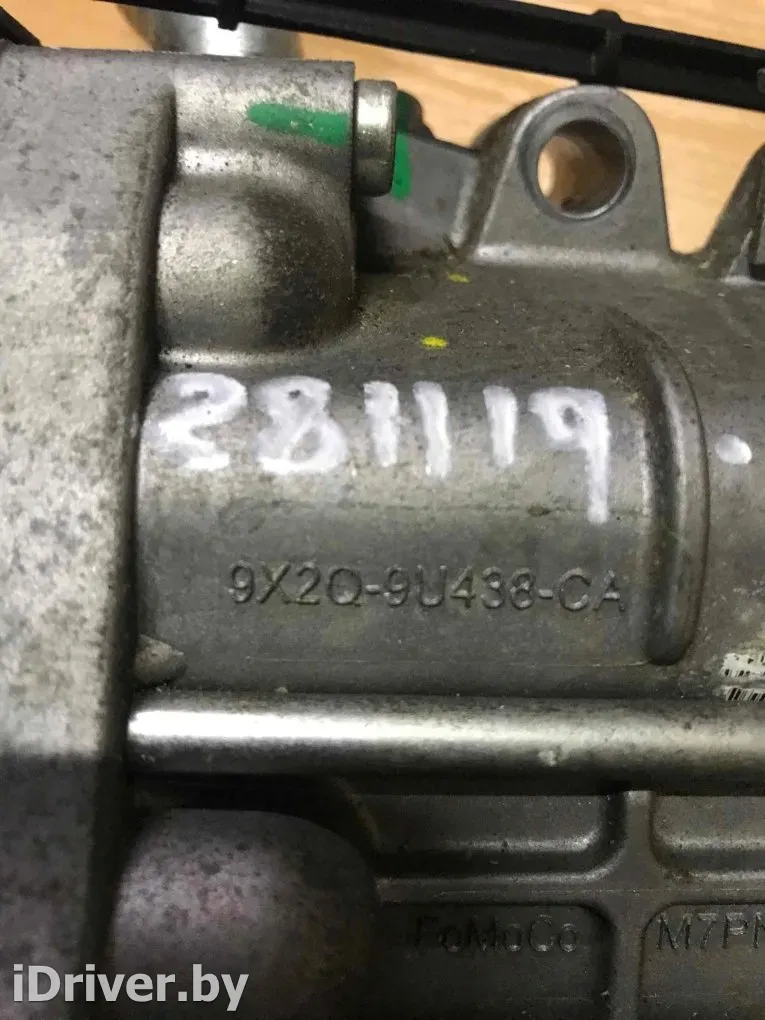 281119.
9X2Q-9U438-CA
FoMoCo
iDriver.by